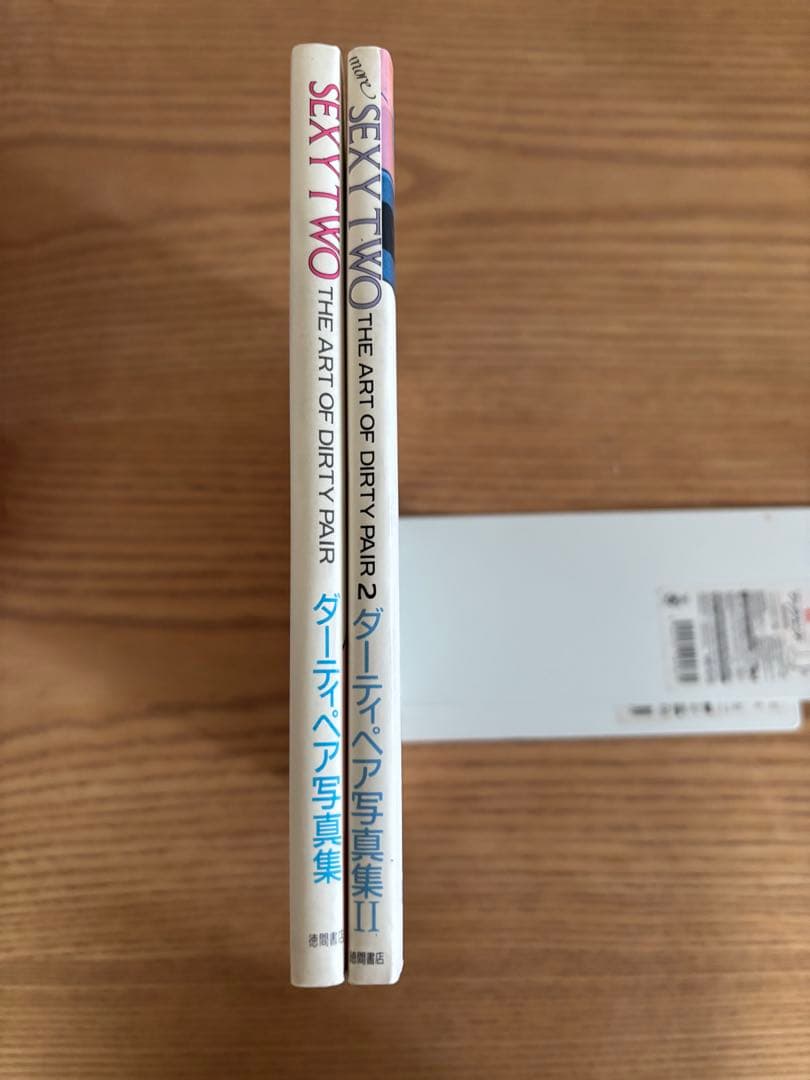 SEXY TWO THE ART OF DIRTY PAIR ダーティペア写真集 徳間書店
more SEXY TWO THE ART OF DIRTY PAIR 2 ダーティペア写真集II 徳間書店